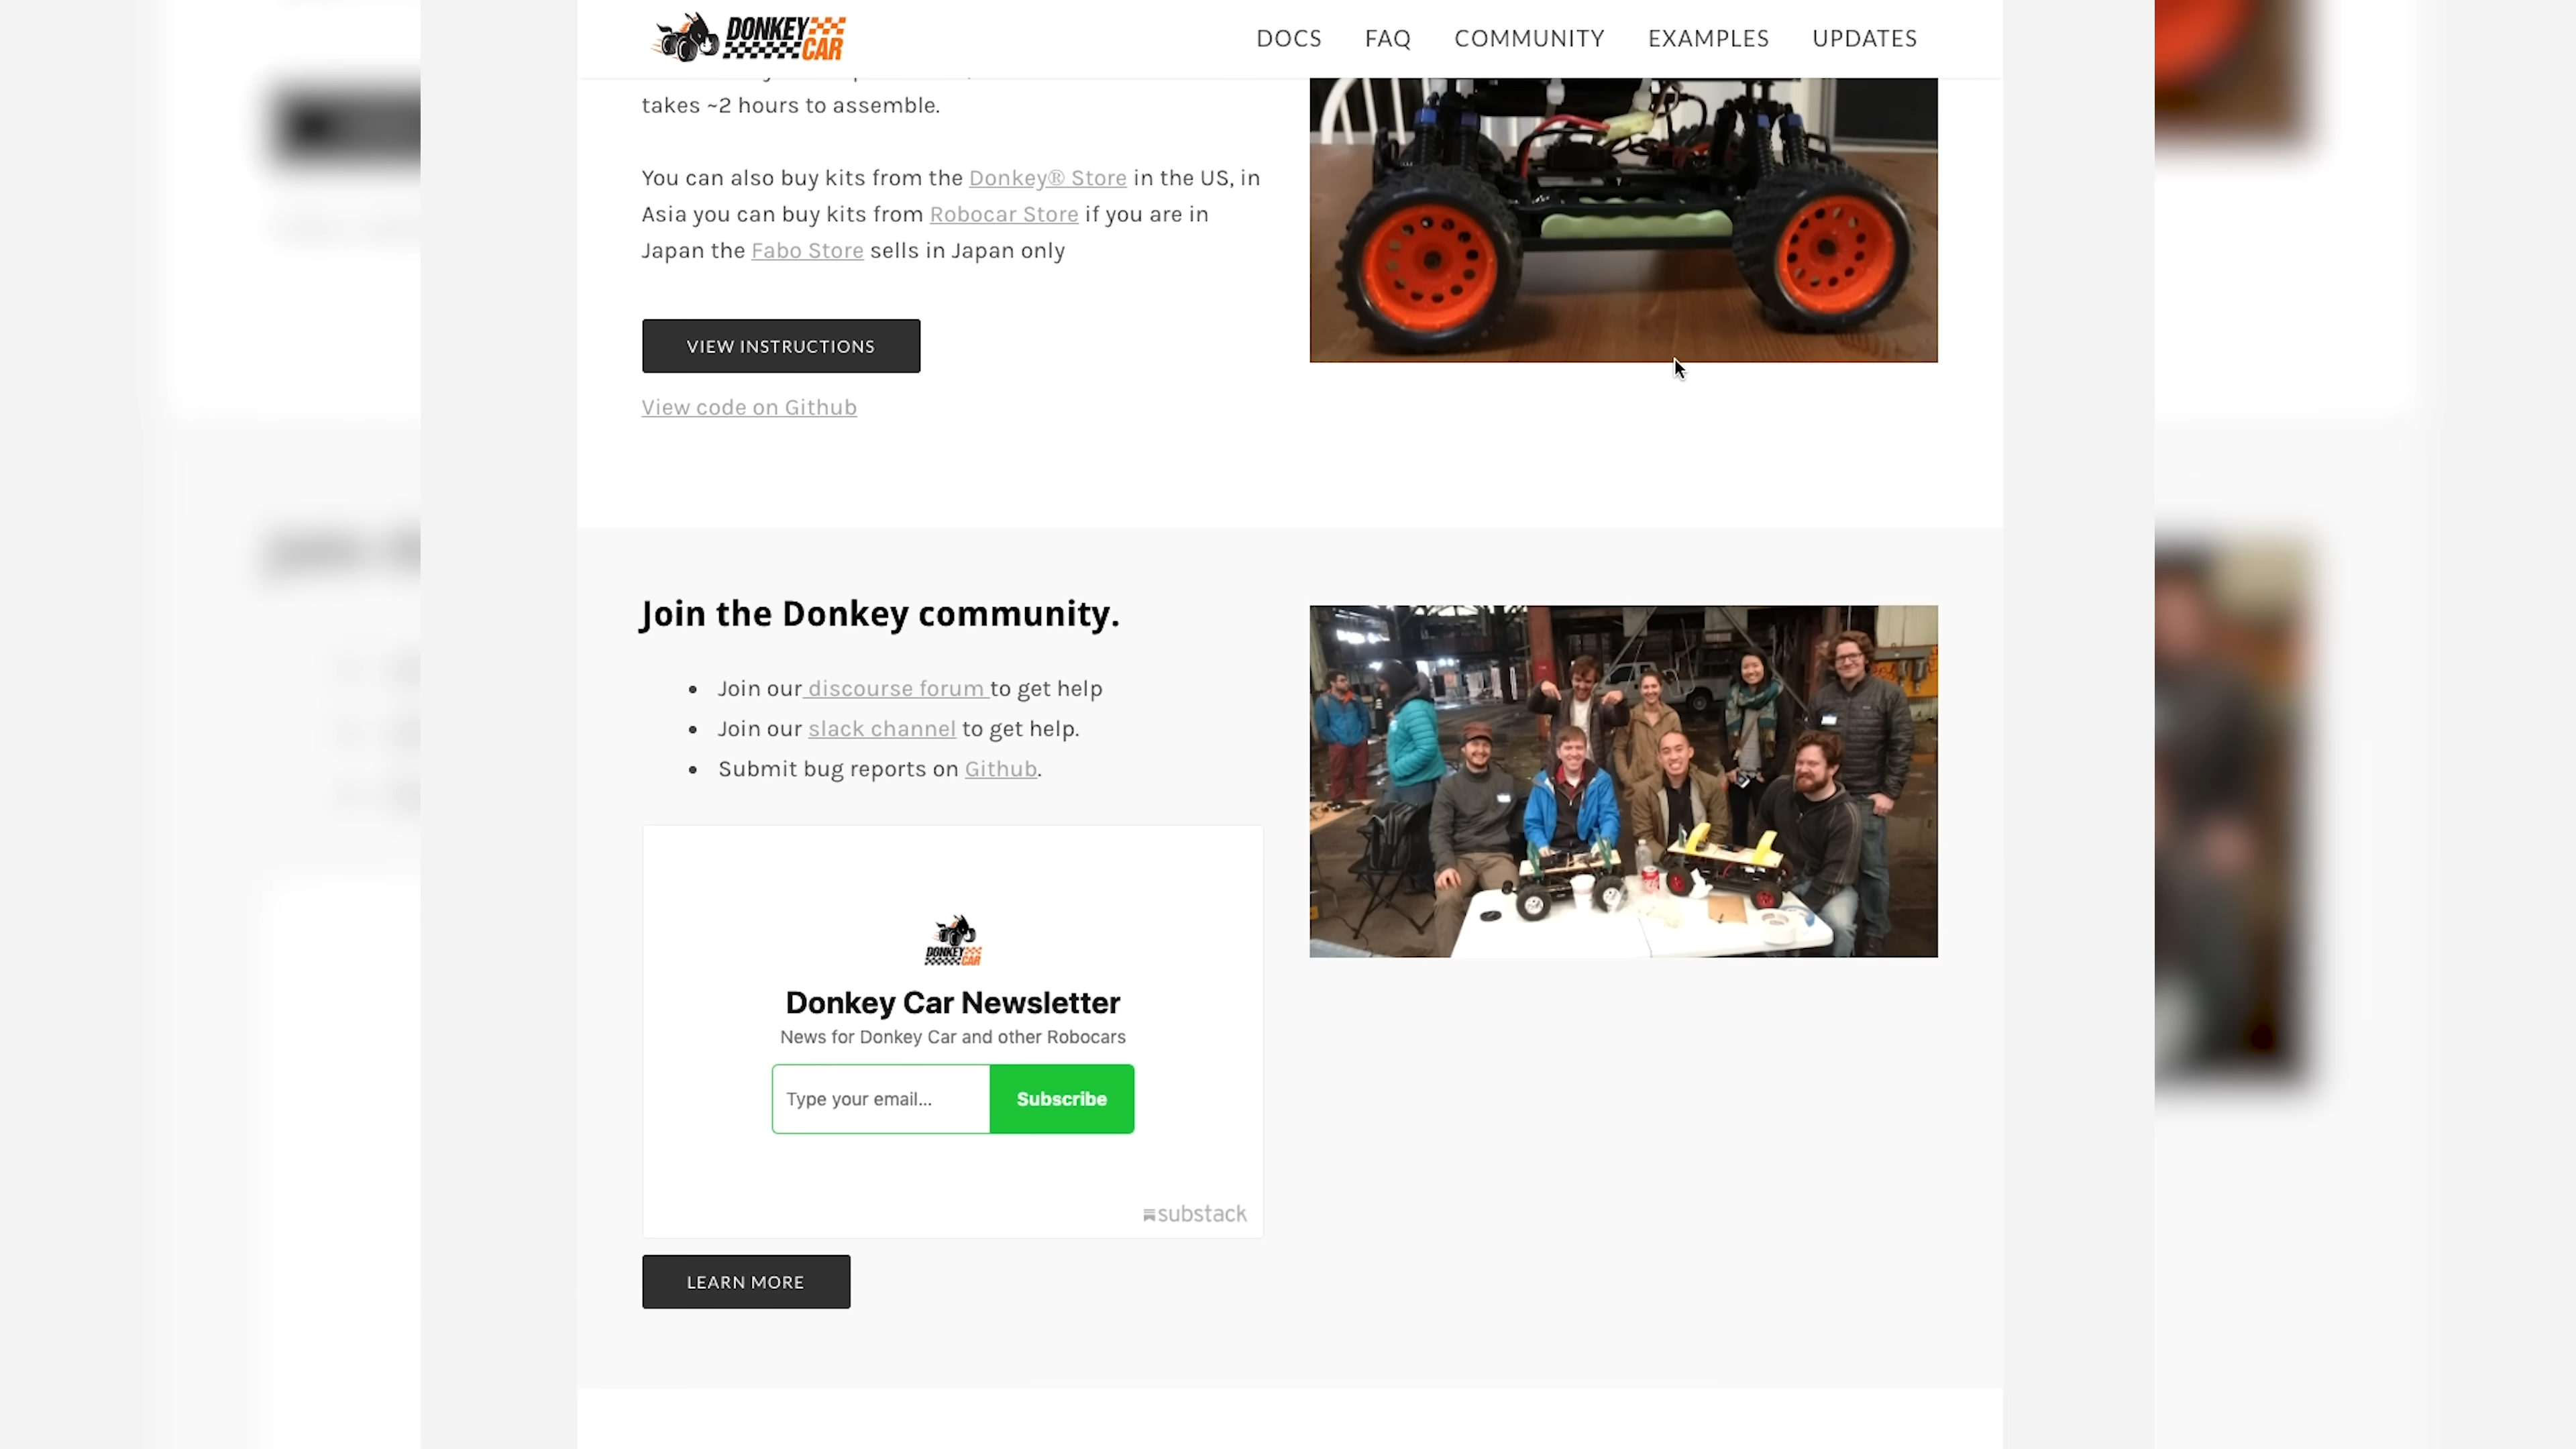 DONKEY CAR
DOCS FAQ COMMUNITY EXAMPLES UPDATES
takes ~2 hours to assemble.
You can also buy kits from the Donkey® Store in the US, in
Asia you can buy kits from Robocar Store if you are in
Japan the Fabo Store sells in Japan only
VIEW INSTRUCTIONS
View code on Github
Join the Donkey community.
• Join our discourse forum to get help
• Join our slack channel to get help.
• Submit bug reports on Github.
DONKEY CAR
Donkey Car Newsletter
News for Donkey Car and other Robocars
Type your email... Subscribe
substack
LEARN MORE